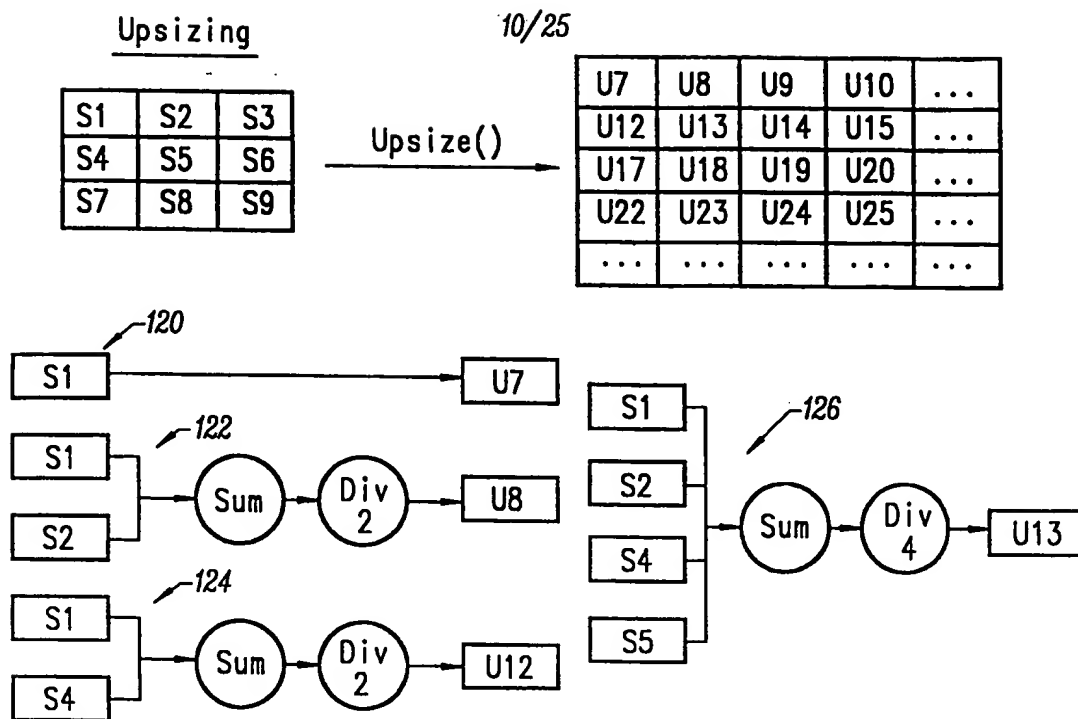 Upsizing
10/25
S1 S2 S3
S4 S5 S6
S7 S8 S9
Upsize()
U7 U8 U9 U10 ...
U12 U13 U14 U15 ...
U17 U18 U19 U20 ...
U22 U23 U24 U25 ...
... ... ... ... ...
120
S1
U7
122
S1
S2
Sum
Div
2
U8
124
S1
S4
Sum
Div
2
U12
126
S1
S2
S4
S5
Sum
Div
4
U13